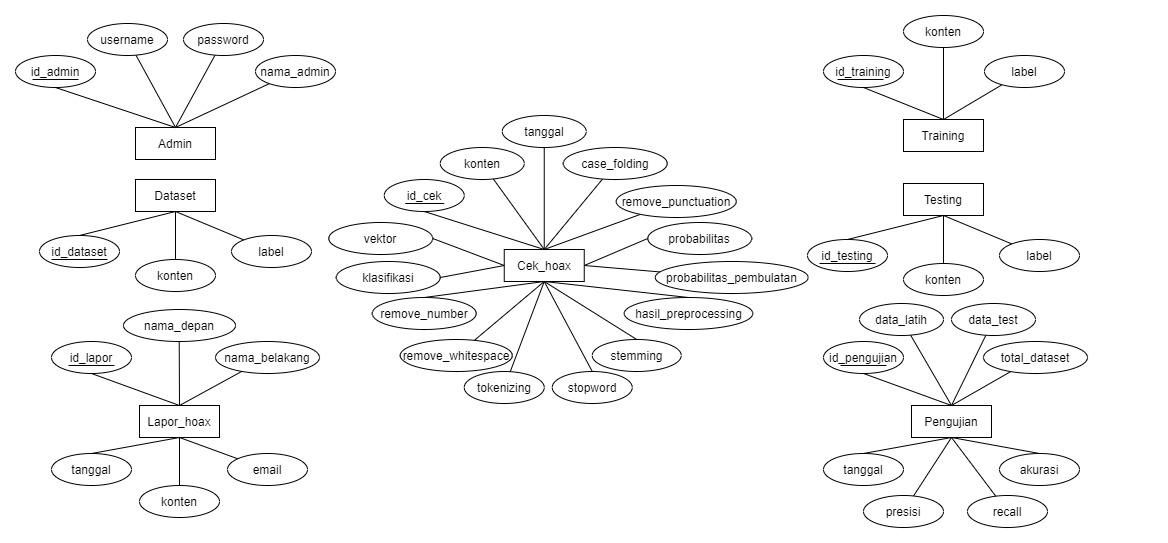 username
password
id_admin
nama_admin
Admin
Dataset
id_dataset
label
konten
nama_depan
id_lapor
nama_belakang
Lapor_hoax
tanggal
email
konten
tanggal
konten
case_folding
id_cek
remove_punctuation
vektor
probabilitas
Cek_hoax
klasifikasi
probabilitas_pembulatan
remove_number
hasil_preprocessing
remove_whitespace
stemming
tokenizing
stopword
konten
id_training
label
Training
Testing
id_testing
label
konten
data_latih
data_test
id_pengujian
total_dataset
Pengujian
tanggal
akurasi
presisi
recall